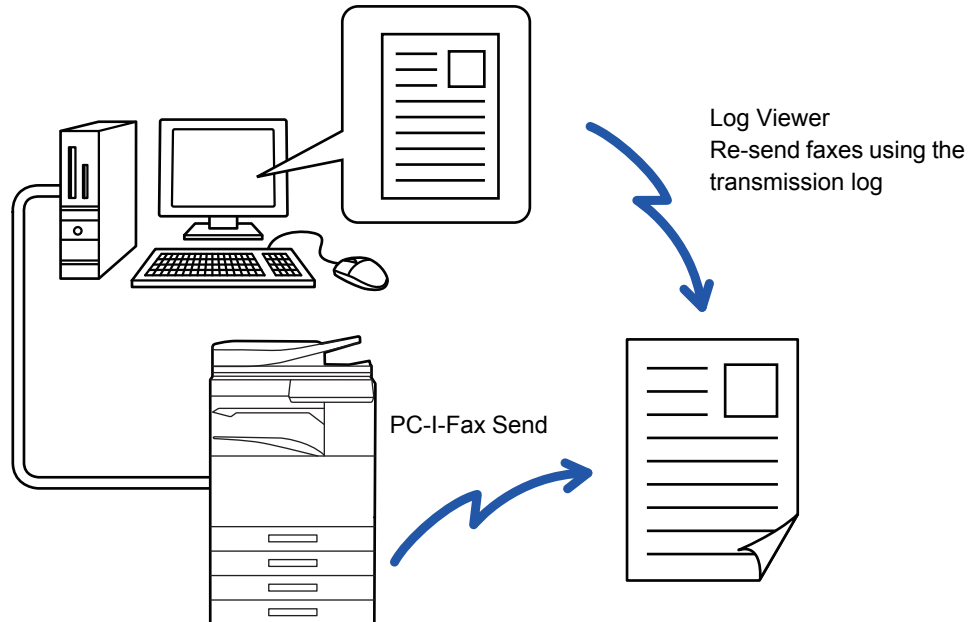 Log Viewer
Re-send faxes using the
transmission log
PC-I-Fax Send